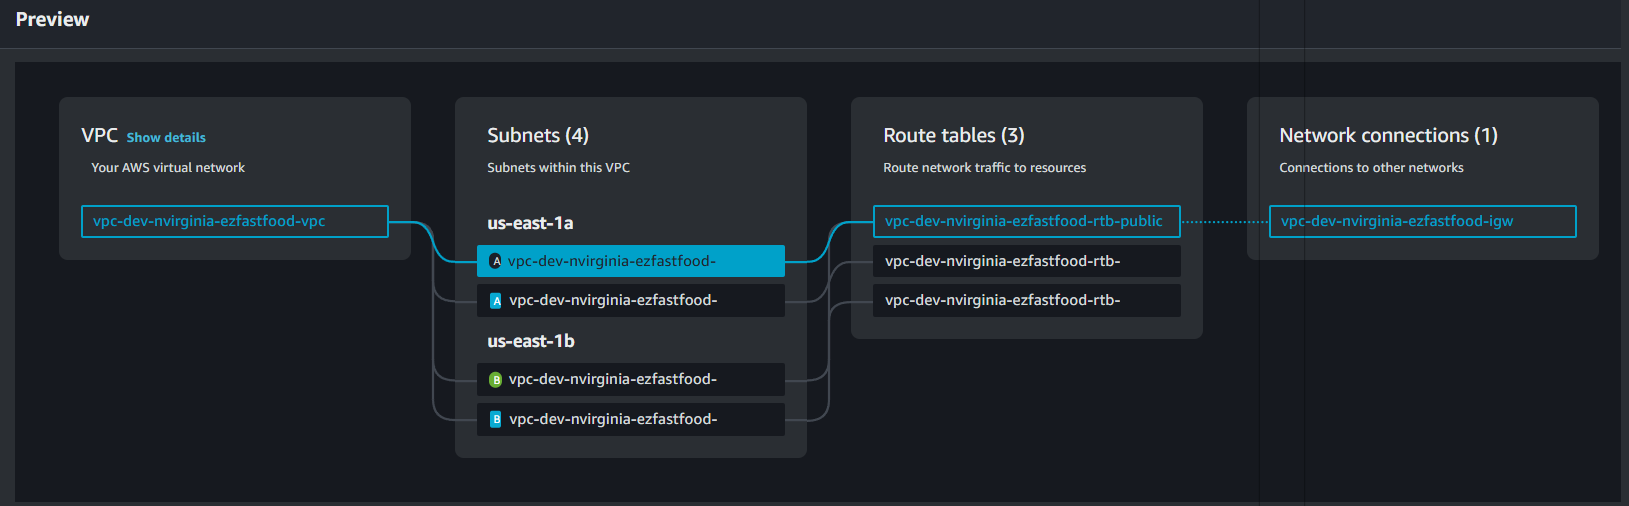 Preview
VPC Show details
Your AWS virtual network
vpc-dev-nvirginia-ezfastfood-vpc
Subnets (4)
Subnets within this VPC
us-east-1a
A vpc-dev-nvirginia-ezfastfood-
A vpc-dev-nvirginia-ezfastfood-
us-east-1b
B vpc-dev-nvirginia-ezfastfood-
B vpc-dev-nvirginia-ezfastfood-
Route tables (3)
Route network traffic to resources
vpc-dev-nvirginia-ezfastfood-rtb-public
vpc-dev-nvirginia-ezfastfood-rtb-
vpc-dev-nvirginia-ezfastfood-rtb-
Network connections (1)
Connections to other networks
vpc-dev-nvirginia-ezfastfood-igw